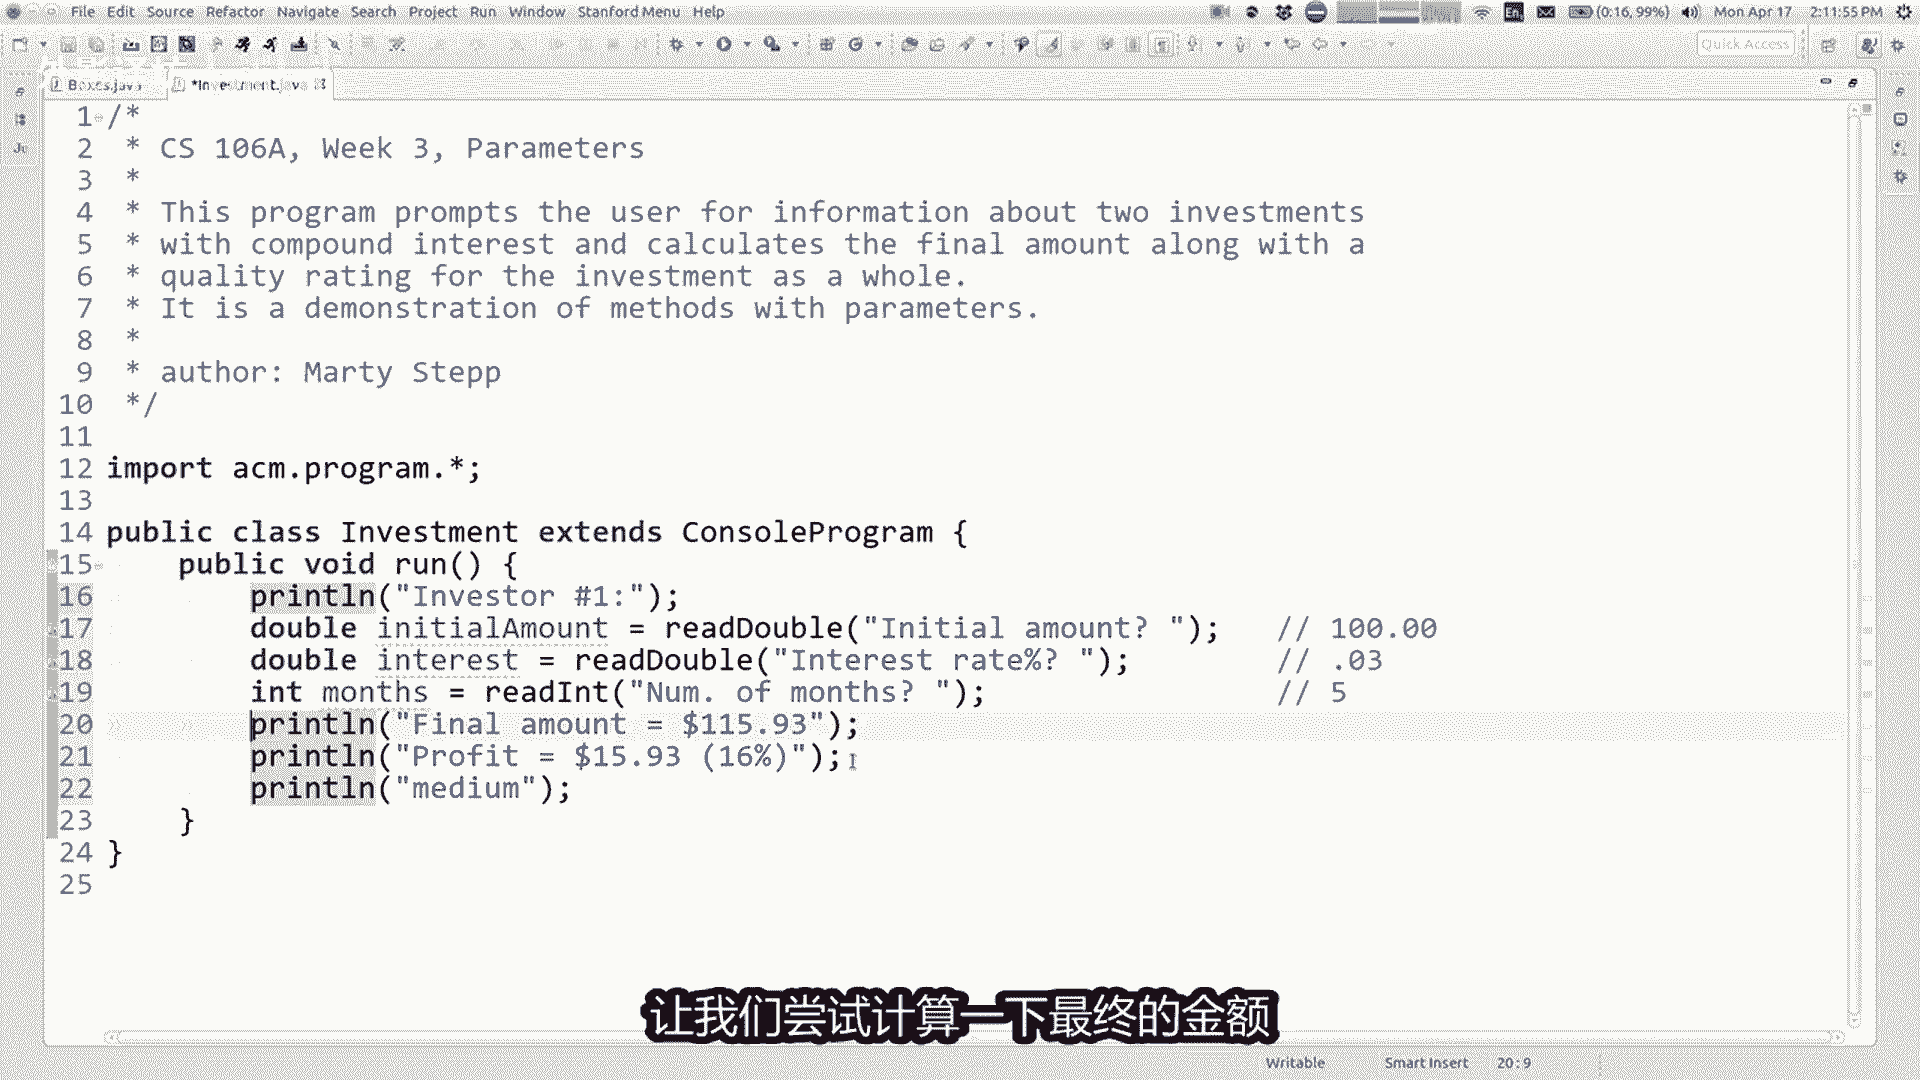 File Edit Source Refactor Navigate Search Project Run Window Stanford Menu Help En (0:16, 99%) Mon Apr 17 2:11:55 PM
Quick Access
Boxes.java *Investment.java
1 /*
2  * CS 106A, Week 3, Parameters
3  *
4  * This program prompts the user for information about two investments
5  * with compound interest and calculates the final amount along with a
6  * quality rating for the investment as a whole.
7  * It is a demonstration of methods with parameters.
8  *
9  * author: Marty Stepp
10  */
11
12 import acm.program.*;
13
14 public class Investment extends ConsoleProgram {
15     public void run() {
16         println("Investor #1:");
17         double initialAmount = readDouble("Initial amount? ");   // 100.00
18         double interest = readDouble("Interest rate%? ");        // .03
19         int months = readInt("Num. of months? ");                // 5
20         println("Final amount = $115.93");
21         println("Profit = $15.93 (16%)");
22         println("medium");
23     }
24 }
25
让我们尝试计算一下最终的金额
Writable Smart Insert 20:9